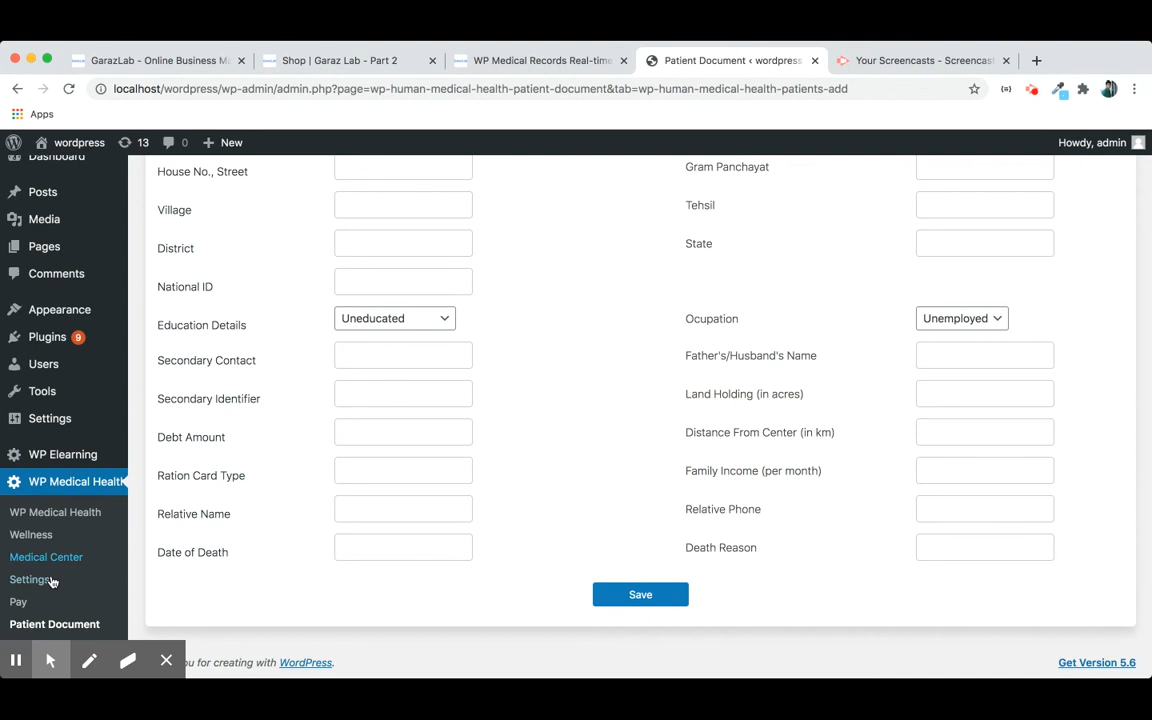 GarazLab - Online Business Ma
Shop | Garaz Lab - Part 2
WP Medical Records Real-time
Patient Document ‹ wordpress
Your Screencasts - Screencast
localhost/wordpress/wp-admin/admin.php?page=wp-human-medical-health-patient-document&tab=wp-human-medical-health-patients-add
Apps
wordpress 13 0 New
Howdy, admin
Dashboard
Posts
Media
Pages
Comments
Appearance
Plugins 9
Users
Tools
Settings
WP Elearning
WP Medical Healt
WP Medical Health
Wellness
Medical Center
Settings
Pay
Patient Document
House No., Street
Gram Panchayat
Village
Tehsil
District
State
National ID
Education Details Uneducated
Ocupation Unemployed
Secondary Contact
Father's/Husband's Name
Secondary Identifier
Land Holding (in acres)
Debt Amount
Distance From Center (in km)
Ration Card Type
Family Income (per month)
Relative Name
Relative Phone
Date of Death
Death Reason
Save
ou for creating with WordPress.
Get Version 5.6